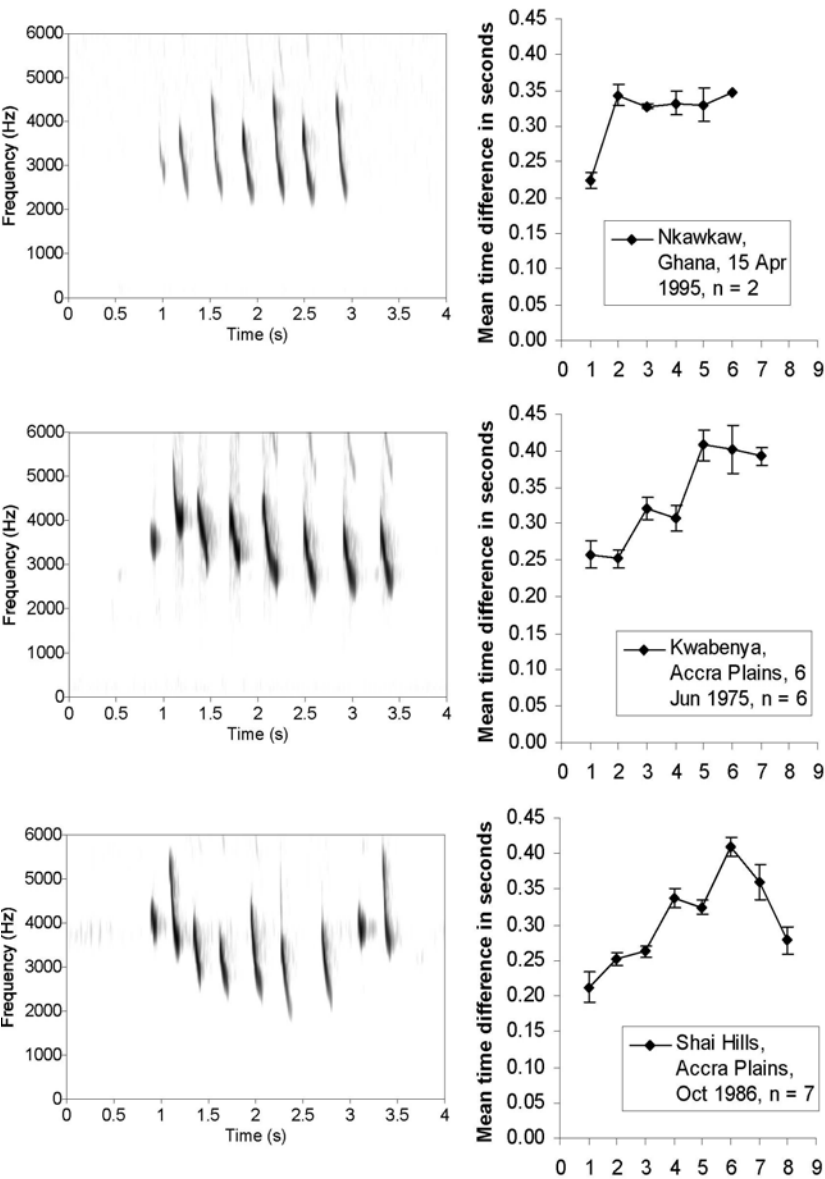 Frequency (Hz)
6000
5000
4000
3000
2000
1000
0
0 0.5 1 1.5 2 2.5 3 3.5 4
Time (s)
Mean time difference in seconds
0.45
0.40
0.35
0.30
0.25
0.20
0.15
0.10
0.05
0.00
0 1 2 3 4 5 6 7 8 9
Nkawkaw,
Ghana, 15 Apr
1995, n = 2
Frequency (Hz)
6000
5000
4000
3000
2000
1000
0
0 0.5 1 1.5 2 2.5 3 3.5 4
Time (s)
Mean time difference in seconds
0.45
0.40
0.35
0.30
0.25
0.20
0.15
0.10
0.05
0.00
0 1 2 3 4 5 6 7 8 9
Kwabenya,
Accra Plains, 6
Jun 1975, n = 6
Frequency (Hz)
6000
5000
4000
3000
2000
1000
0
0 0.5 1 1.5 2 2.5 3 3.5 4
Time (s)
Mean time difference in seconds
0.45
0.40
0.35
0.30
0.25
0.20
0.15
0.10
0.05
0.00
0 1 2 3 4 5 6 7 8 9
Shai Hills,
Accra Plains,
Oct 1986, n = 7